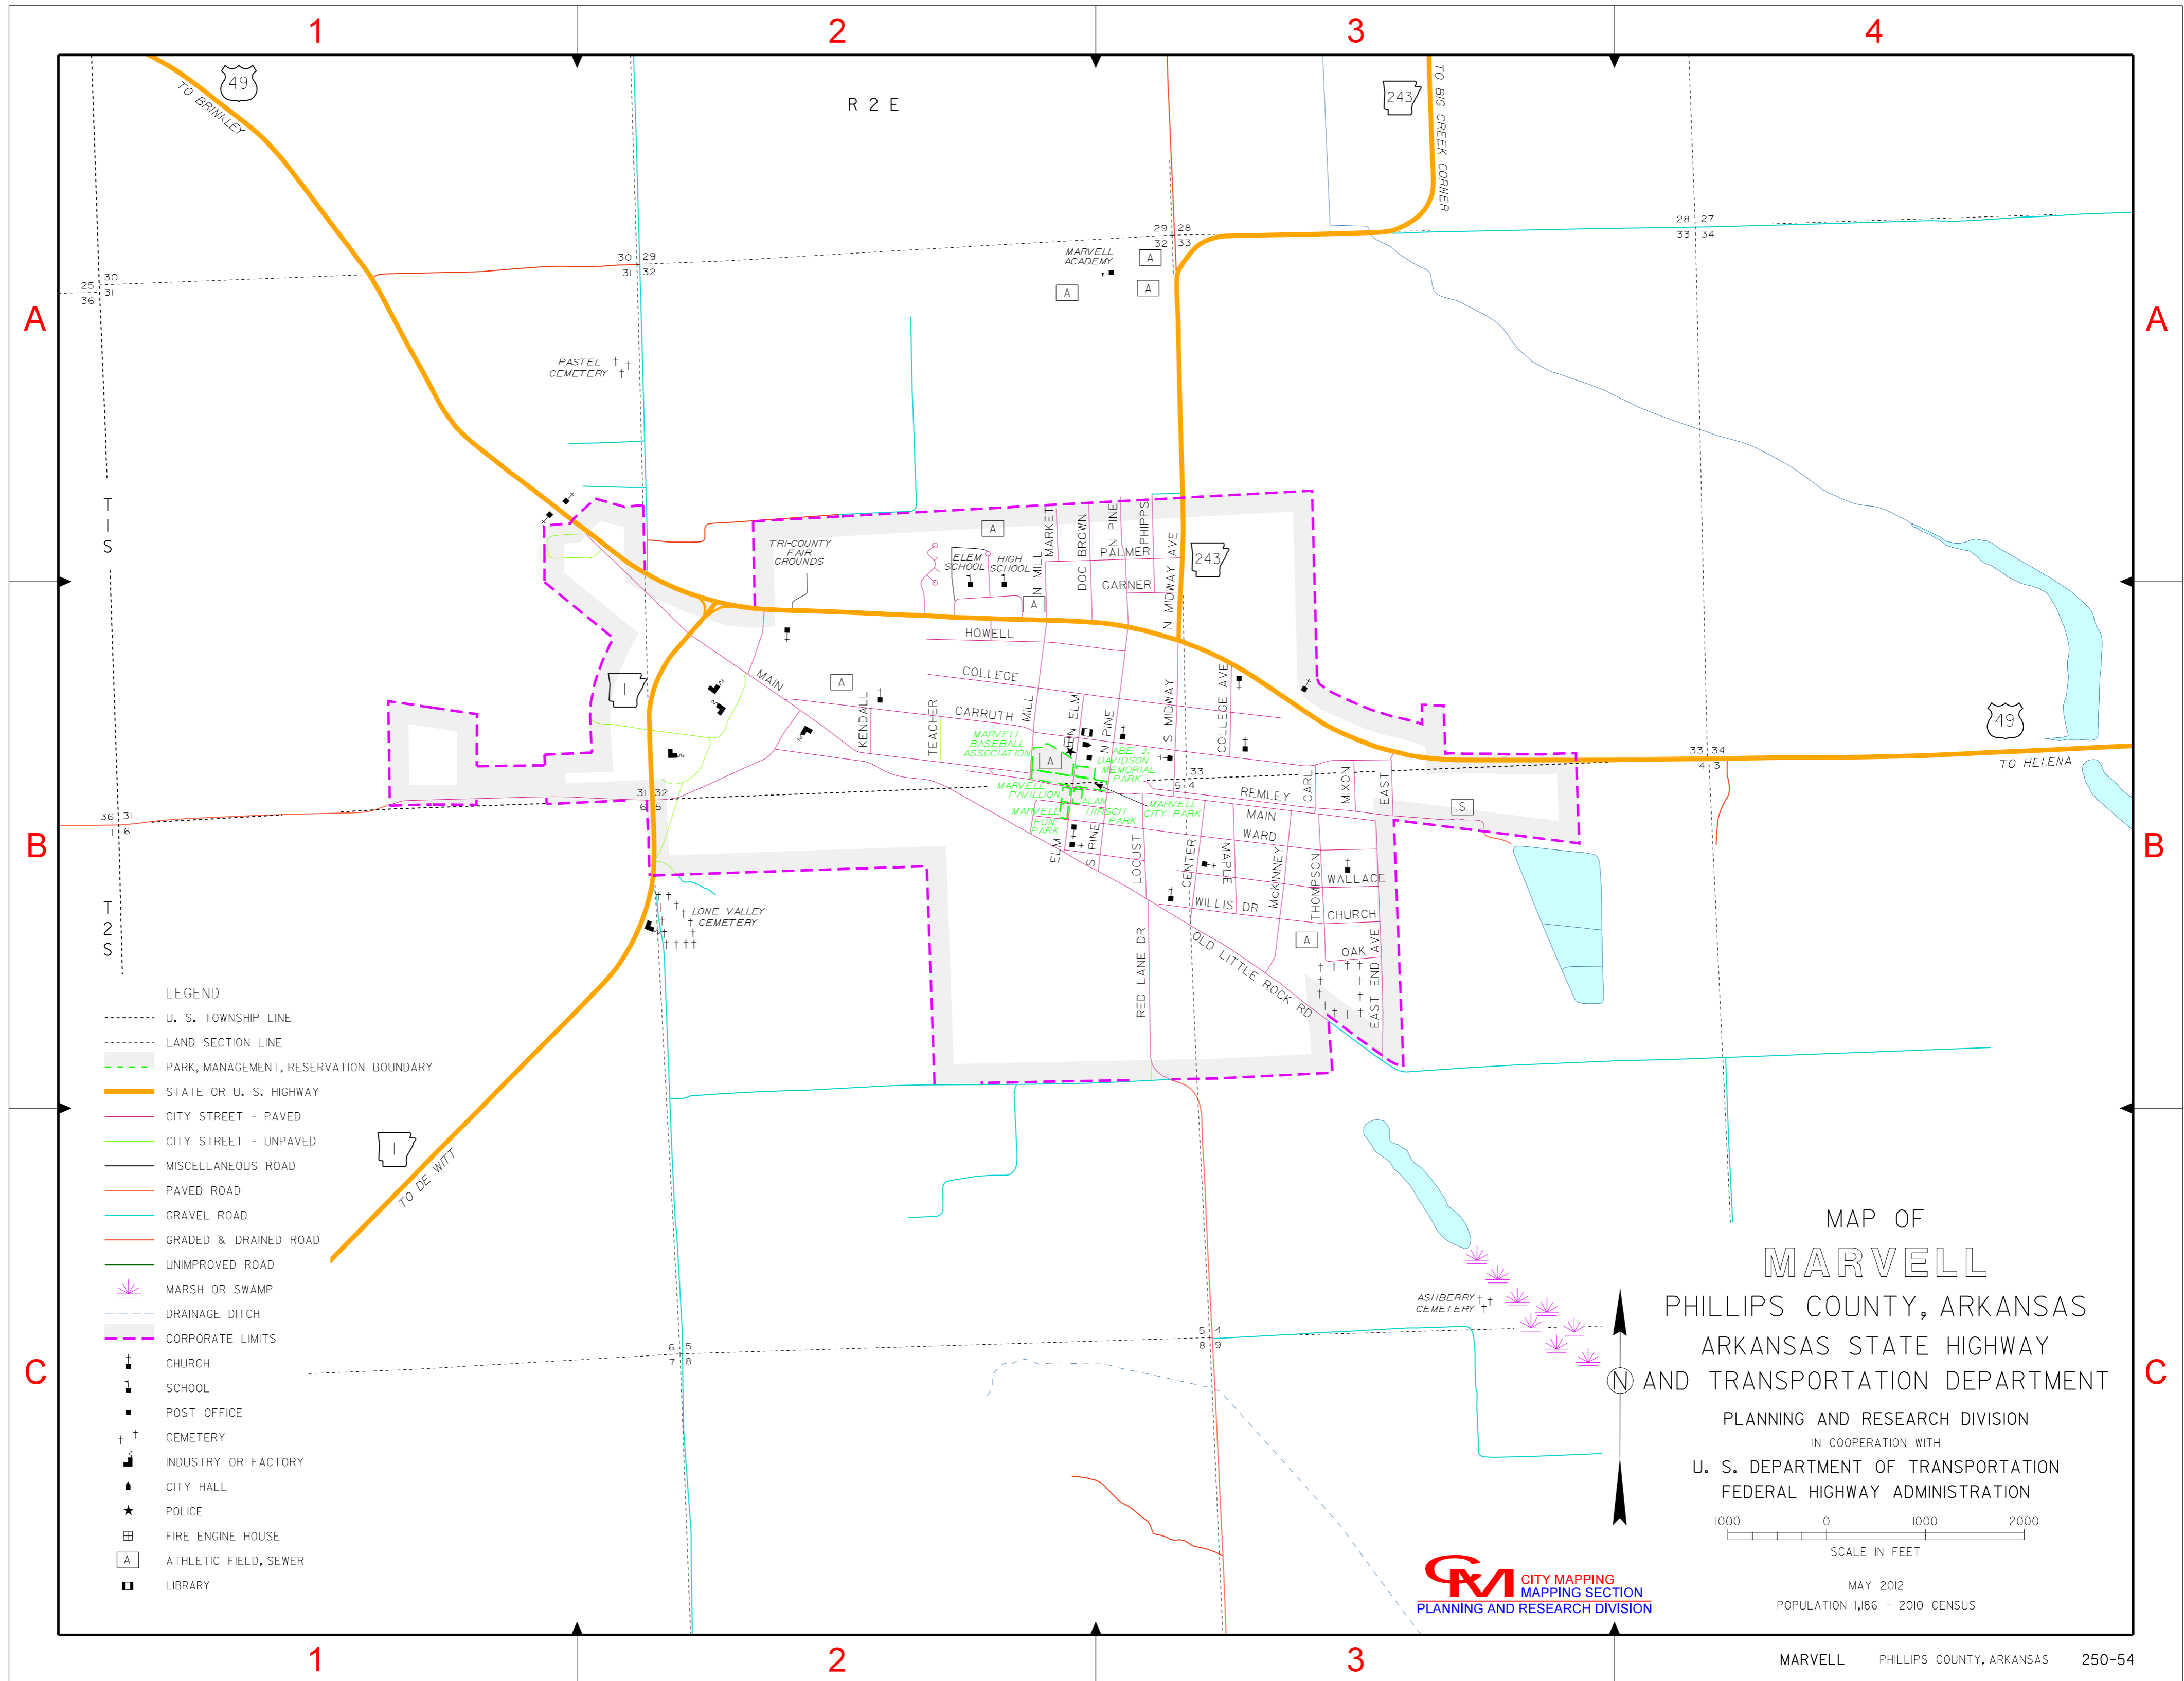 1
2
3
4
A
A
B
B
C
C
1
2
3
49
TO BRINKLEY
R 2 E
243
TO BIG CREEK CORNER
29 28
32 33
28 27
33 34
30 29
31 32
30
25
31
36
MARVELL
ACADEMY
A
A
A
PASTEL
CEMETERY
T
1
S
TRI-COUNTY
FAIR
GROUNDS
A
ELEM
SCHOOL
HIGH
SCHOOL
N MILL
MARKET
DOC BROWN
N PINE
PHIPPS
PALMER
GARNER
N MIDWAY AVE
243
A
HOWELL
COLLEGE
1
MAIN
A
KENDALL
TEACHER
CARRUTH
MILL
N ELM
N PINE
S MIDWAY
COLLEGE AVE
49
TO HELENA
MARVELL
BASEBALL
ASSOCIATION
A
ABE J.
DAVIDSON
MEMORIAL
PARK
MARVELL
PAVILLION
ALAN
HIRSCH
PARK
MARVELL
CITY PARK
MARVELL
FUN
PARK
33
5 4
33 34
4 3
31 32
6 5
36 31
1 6
REMLEY
CARL
MIXON
EAST
S
MAIN
WARD
ELM
S PINE
LOCUST
CENTER
MAPLE
McKINNEY
THOMPSON
WALLACE
WILLIS DR
CHURCH
A
OAK
EAST END AVE
RED LANE DR
OLD LITTLE ROCK RD
LONE VALLEY
CEMETERY
T
2
S
LEGEND
U. S. TOWNSHIP LINE
LAND SECTION LINE
PARK, MANAGEMENT, RESERVATION BOUNDARY
STATE OR U. S. HIGHWAY
CITY STREET - PAVED
CITY STREET - UNPAVED
MISCELLANEOUS ROAD
PAVED ROAD
GRAVEL ROAD
GRADED & DRAINED ROAD
UNIMPROVED ROAD
MARSH OR SWAMP
DRAINAGE DITCH
CORPORATE LIMITS
CHURCH
SCHOOL
POST OFFICE
CEMETERY
INDUSTRY OR FACTORY
CITY HALL
POLICE
FIRE ENGINE HOUSE
A ATHLETIC FIELD, SEWER
LIBRARY
1
TO DE WITT
6 5
7 8
5 4
8 9
ASHBERRY
CEMETERY
MAP OF
MARVELL
PHILLIPS COUNTY, ARKANSAS
ARKANSAS STATE HIGHWAY
N AND TRANSPORTATION DEPARTMENT
PLANNING AND RESEARCH DIVISION
IN COOPERATION WITH
U. S. DEPARTMENT OF TRANSPORTATION
FEDERAL HIGHWAY ADMINISTRATION
1000 0 1000 2000
SCALE IN FEET
MAY 2012
POPULATION 1,186 - 2010 CENSUS
CM CITY MAPPING
MAPPING SECTION
PLANNING AND RESEARCH DIVISION
MARVELL PHILLIPS COUNTY, ARKANSAS 250-54